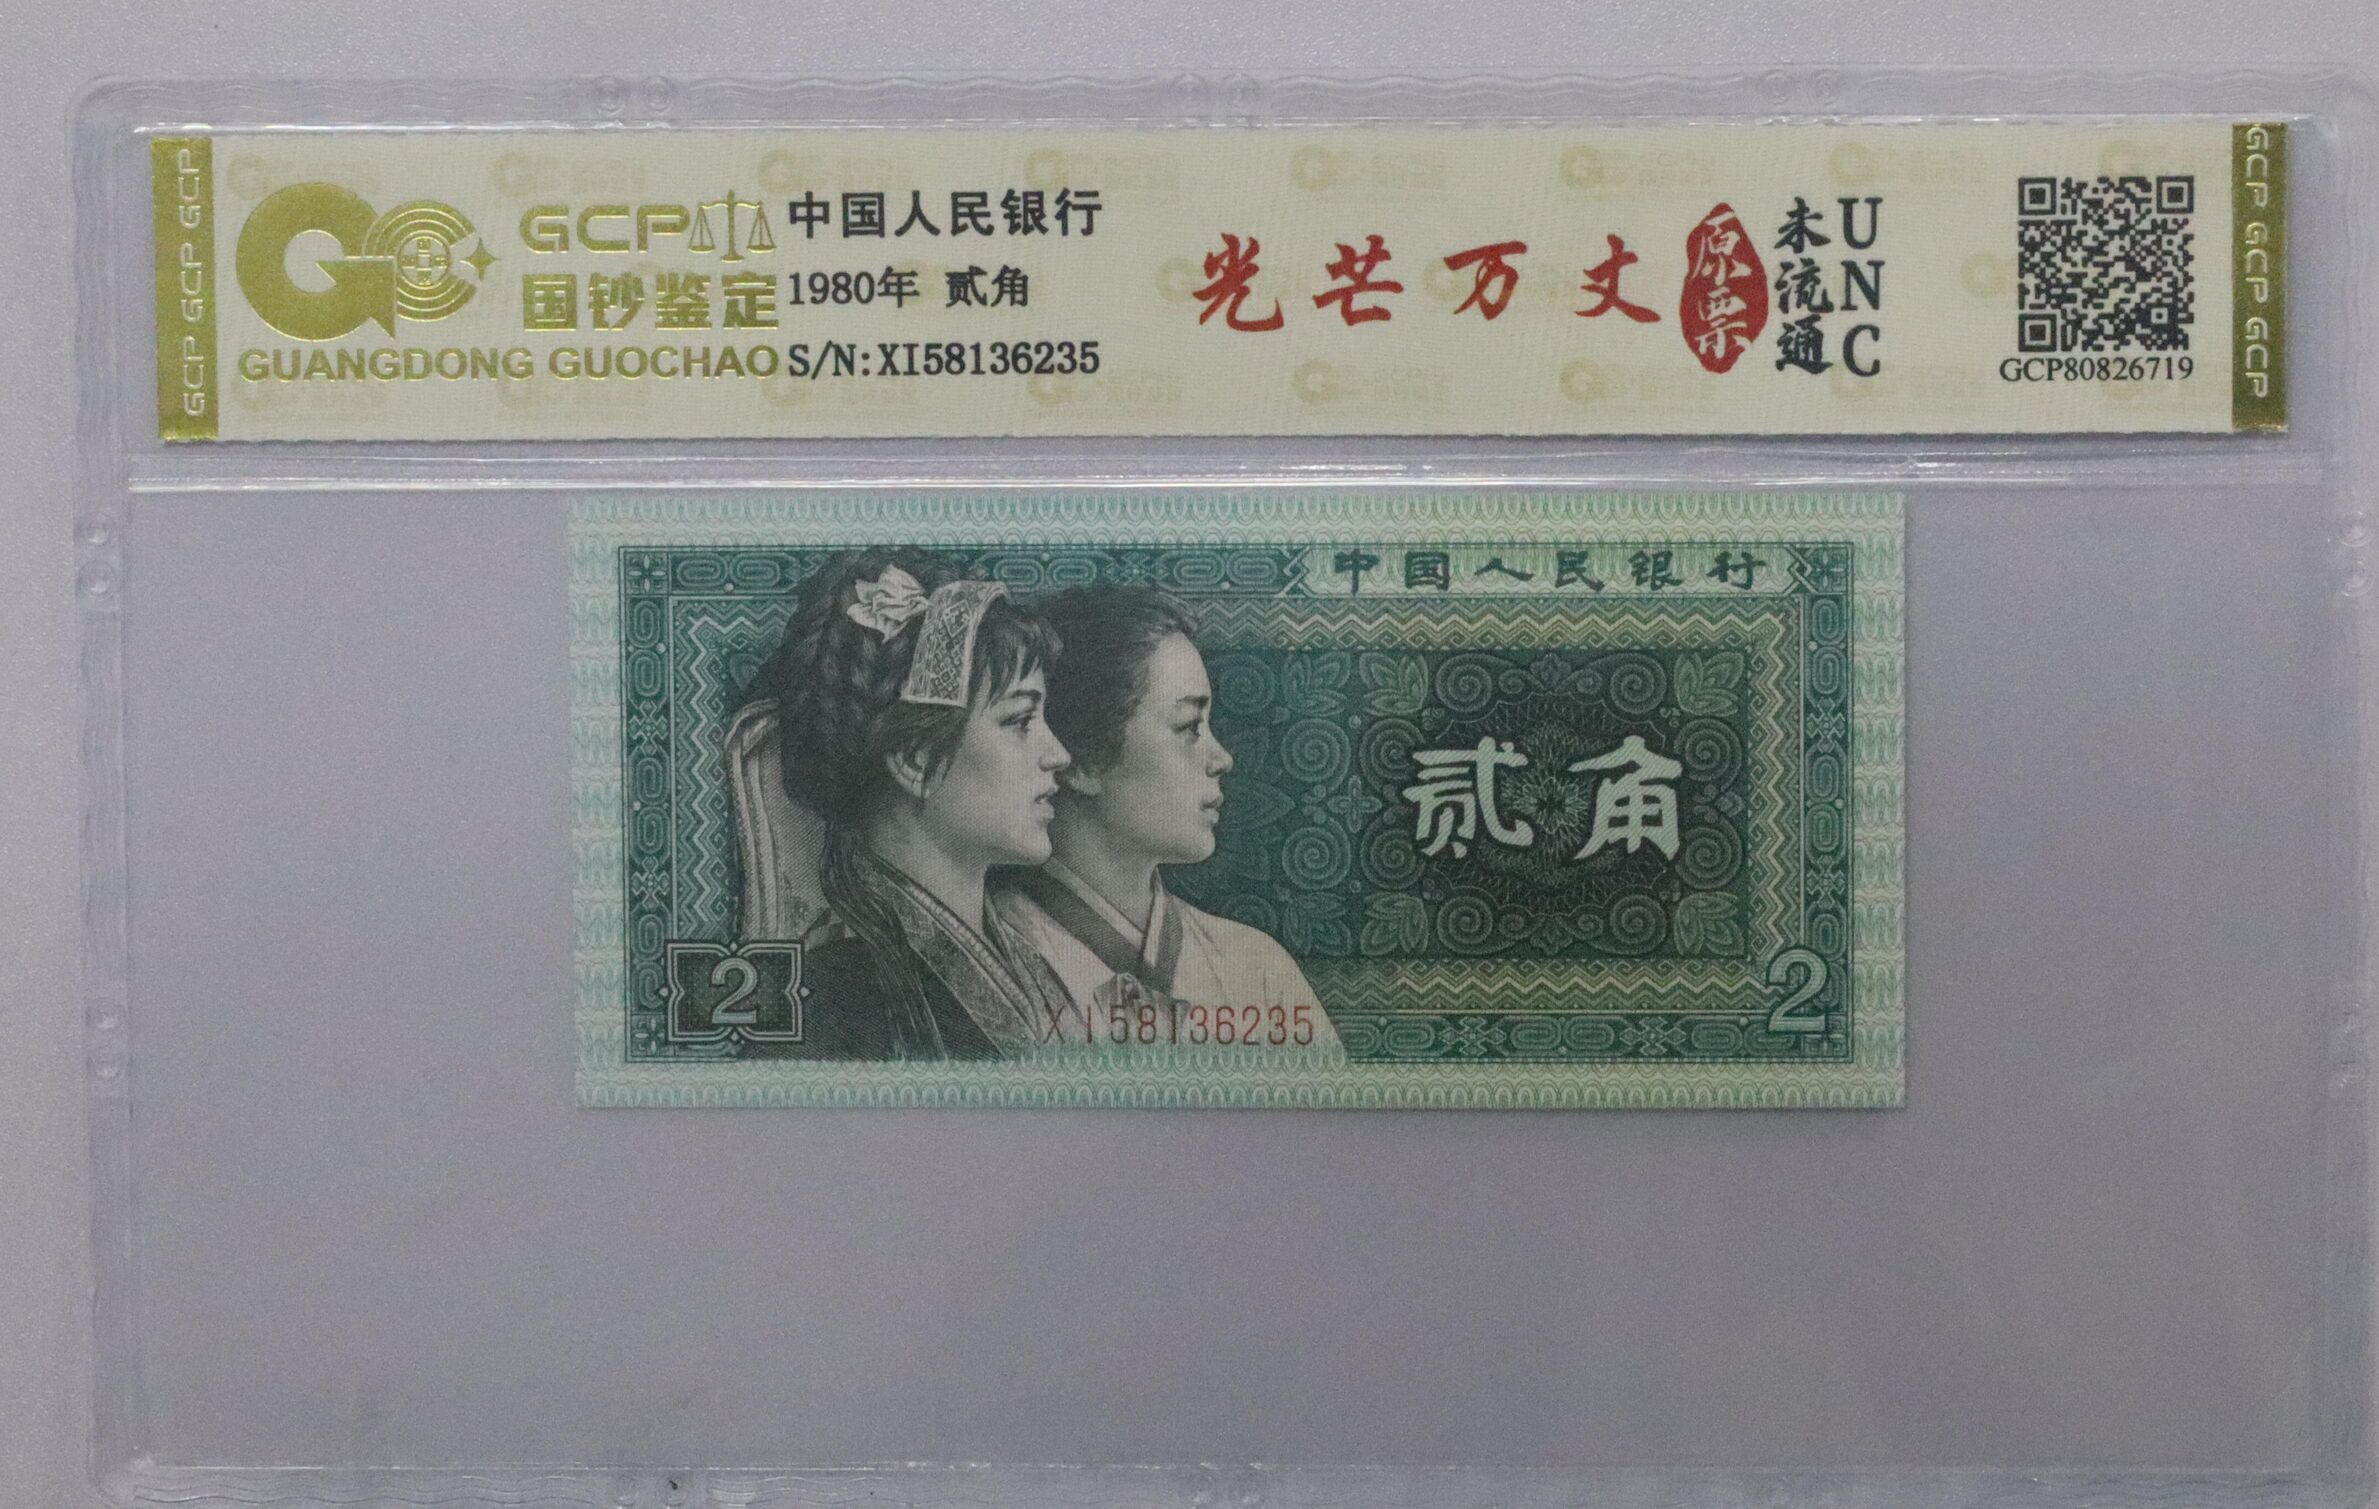 GCP GCP GCP
GCP
国钞鉴定
GUANGDONG GUOCHAO
中国人民银行
1980年 贰角
S/N:XI58136235
光芒万丈
原票
未流通
UNC
GCP80826719
GCP GCP GCP
中国人民银行
贰角
2
XI58136235
2